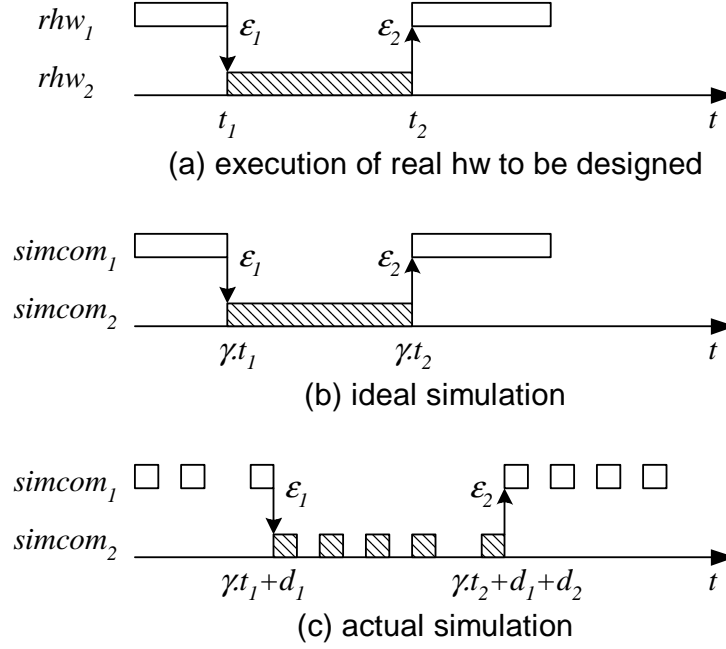 rhw₁ ε₁ ε₂
rhw₂
t₁ t₂ t
(a) execution of real hw to be designed
simcom₁ ε₁ ε₂
simcom₂
γ.t₁ γ.t₂ t
(b) ideal simulation
simcom₁ ε₁ ε₂
simcom₂
γ.t₁+d₁ γ.t₂+d₁+d₂ t
(c) actual simulation